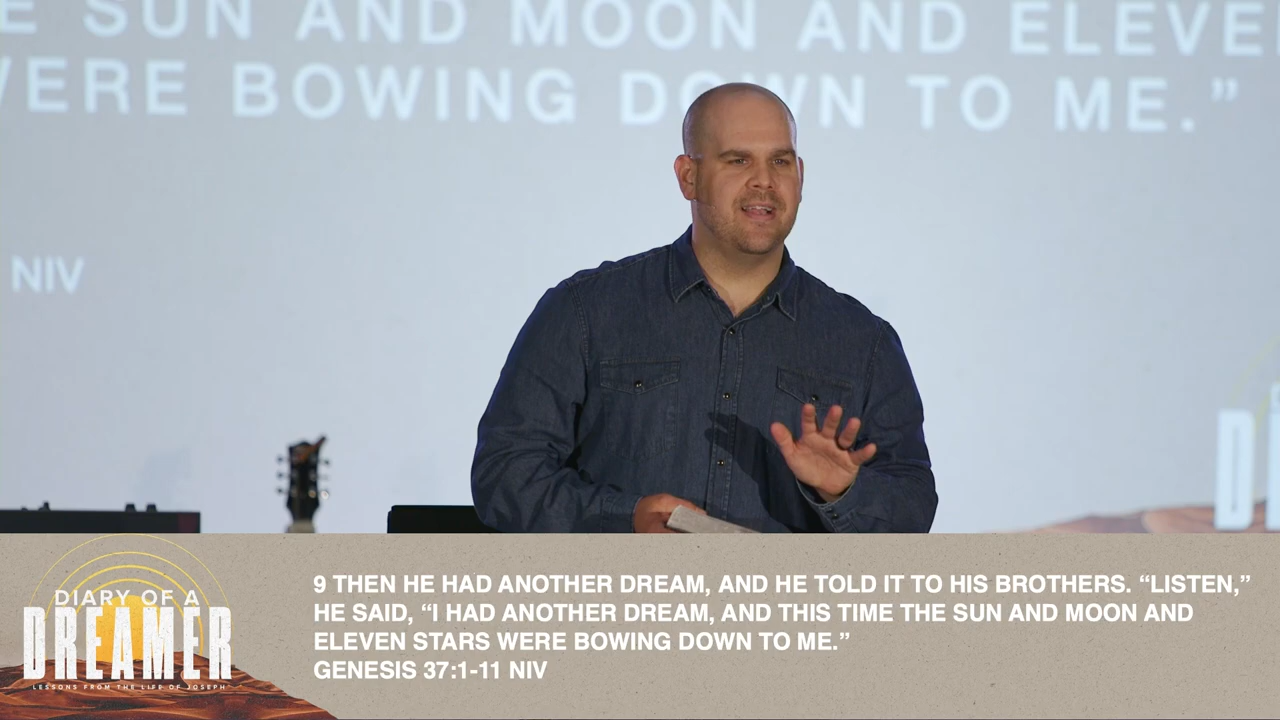 E SUN AND MOON AND ELEVE
WERE BOWING DOWN TO ME.”
NIV
D
DIARY OF A
DREAMER
LESSONS FROM THE LIFE OF JOSEPH
9 THEN HE HAD ANOTHER DREAM, AND HE TOLD IT TO HIS BROTHERS. “LISTEN,”
HE SAID, “I HAD ANOTHER DREAM, AND THIS TIME THE SUN AND MOON AND
ELEVEN STARS WERE BOWING DOWN TO ME.”
GENESIS 37:1-11 NIV